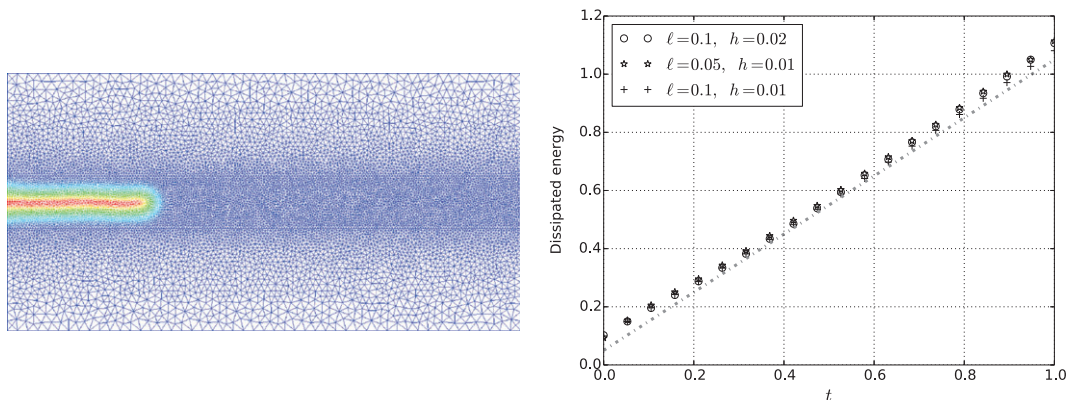 1.2
1.0
0.8
0.6
0.4
0.2
0.0
Dissipated energy
ℓ=0.1, h=0.02
ℓ=0.05, h=0.01
ℓ=0.1, h=0.01
0.0 0.2 0.4 0.6 0.8 1.0
t